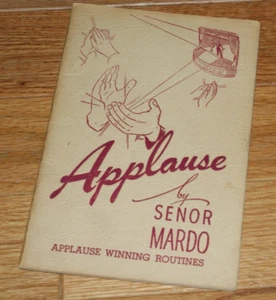 Applause
by
SENOR
MARDO
APPLAUSE WINNING ROUTINES